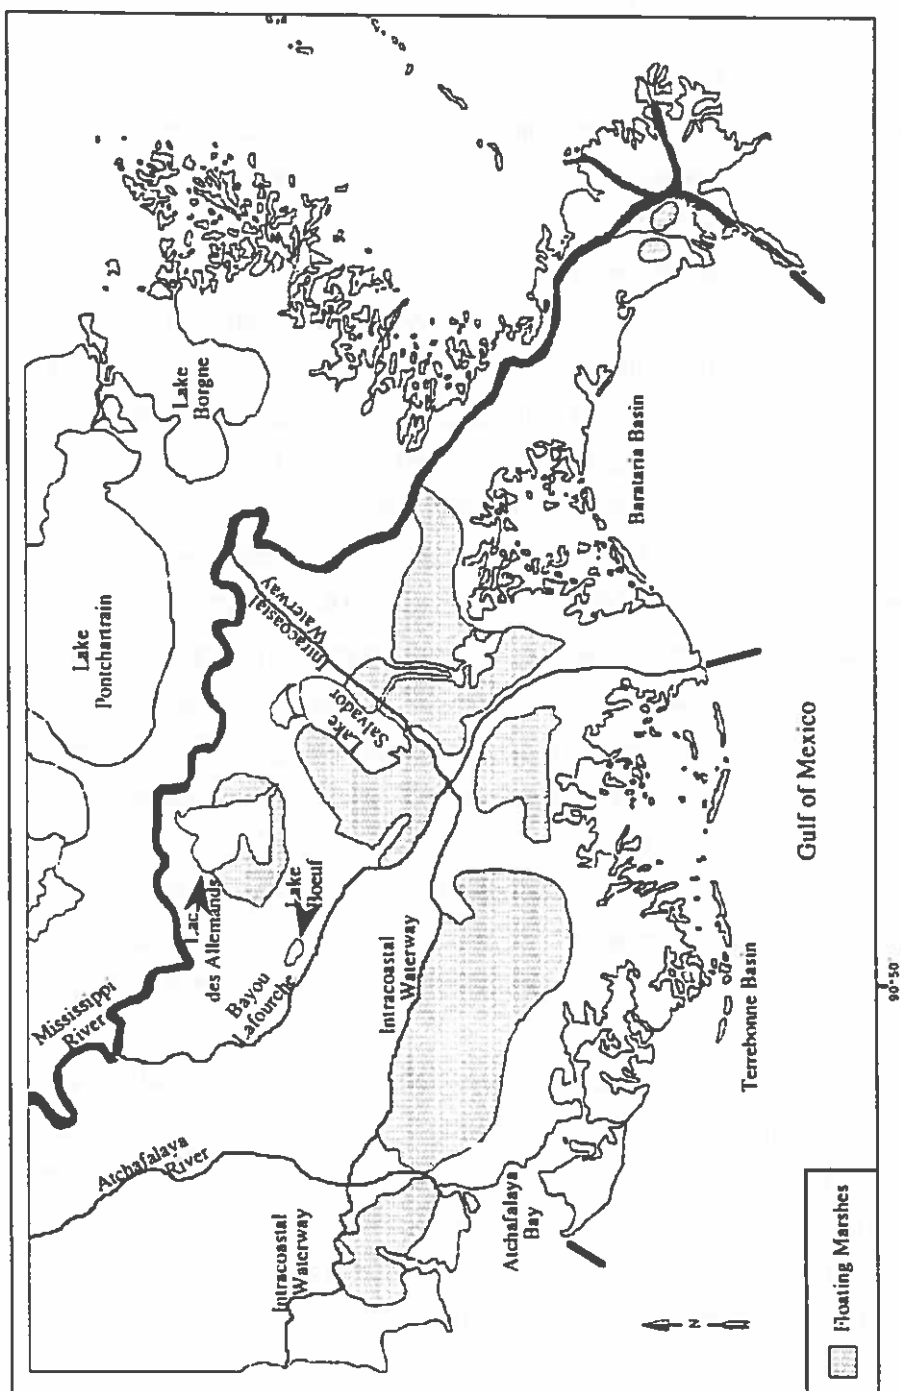 Mississippi
River
Atchafalaya
River
Lake
Pontchartrain
Lake
Borgne
Lac
des Allemands
Lake
Boeuf
Bayou
Lafourche
Lake
Salvador
Intracoastal
Waterway
Intracoastal
Waterway
Intracoastal
Waterway
Atchafalaya
Bay
Terrebonne Basin
Barataria Basin
Gulf of Mexico
N
Floating Marshes
90°50'